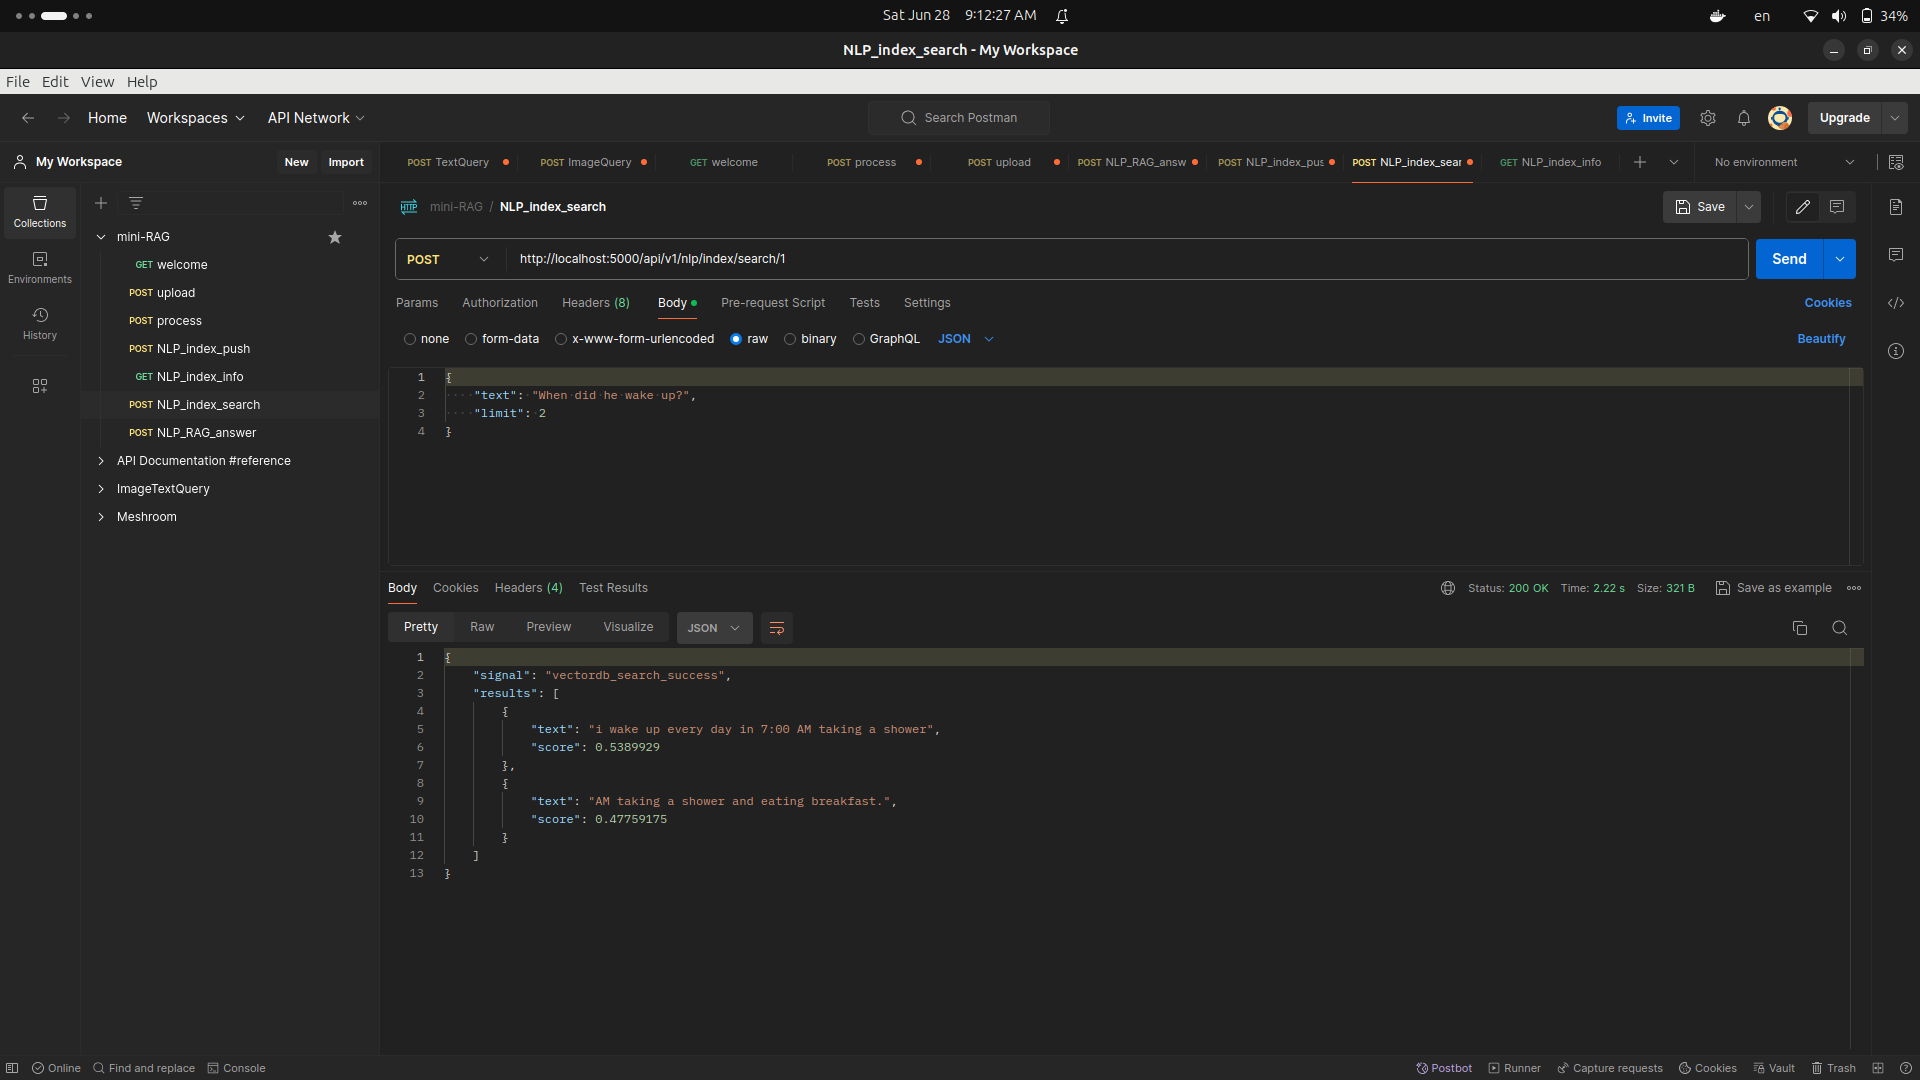 Sat Jun 28 9:12:27 AM en 34%
NLP_index_search - My Workspace
File Edit View Help
Home Workspaces API Network Search Postman Invite Upgrade
My Workspace New Import
POST TextQuery POST ImageQuery GET welcome POST process POST upload POST NLP_RAG_answ POST NLP_index_pus POST NLP_index_sear GET NLP_index_info No environment
Collections
Environments
History
mini-RAG
GET welcome
POST upload
POST process
POST NLP_index_push
GET NLP_index_info
POST NLP_index_search
POST NLP_RAG_answer
API Documentation #reference
ImageTextQuery
Meshroom
HTTP mini-RAG / NLP_index_search Save
POST http://localhost:5000/api/v1/nlp/index/search/1 Send
Params Authorization Headers (8) Body Pre-request Script Tests Settings Cookies
none form-data x-www-form-urlencoded raw binary GraphQL JSON Beautify
1 {
2 "text": "When did he wake up?",
3 "limit": 2
4 }
Body Cookies Headers (4) Test Results Status: 200 OK Time: 2.22 s Size: 321 B Save as example
Pretty Raw Preview Visualize JSON
1 {
2 "signal": "vectordb_search_success",
3 "results": [
4 {
5 "text": "i wake up every day in 7:00 AM taking a shower",
6 "score": 0.5389929
7 },
8 {
9 "text": "AM taking a shower and eating breakfast.",
10 "score": 0.47759175
11 }
12 ]
13 }
Online Find and replace Console Postbot Runner Capture requests Cookies Vault Trash